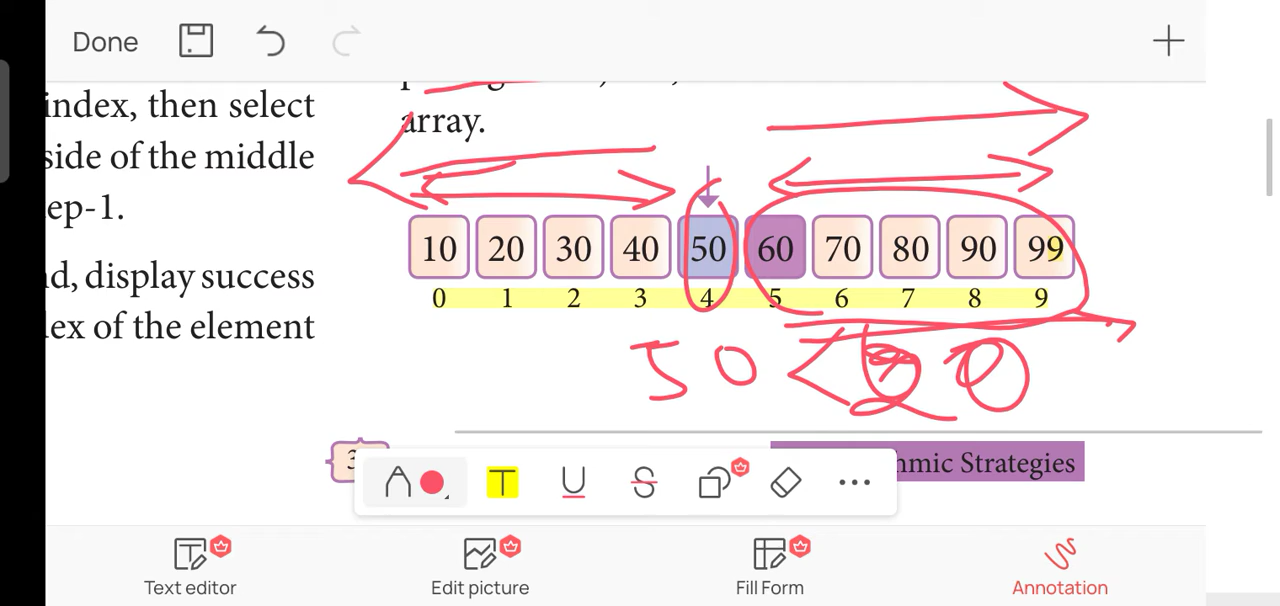 Done
index, then select
side of the middle
ep-1.
nd, display success
lex of the element
array.
10 20 30 40 50 60 70 80 90 99
0 1 2 3 4 5 6 7 8 9
50 <
hmic Strategies
T U S
Text editor
Edit picture
Fill Form
Annotation